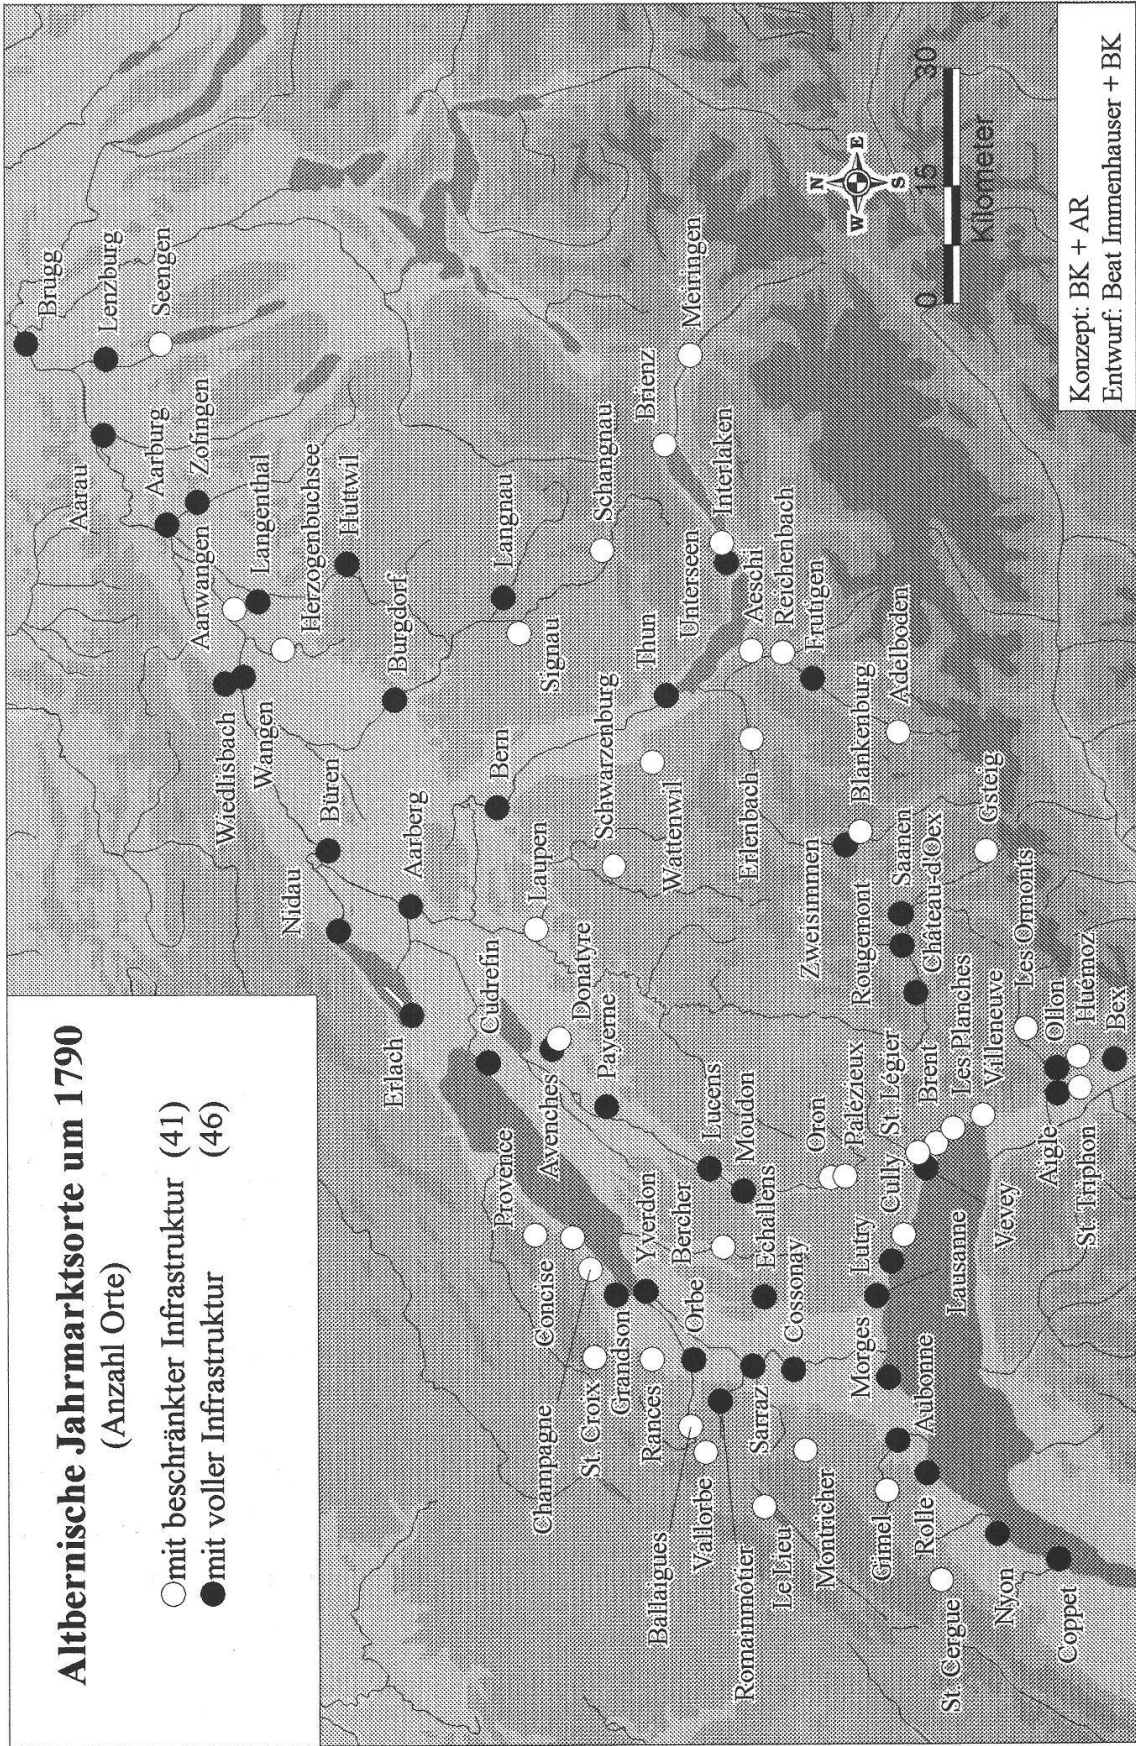 Altbernische Jahrmarktsorte um 1790
(Anzahl Orte)
mit beschränkter Infrastruktur (41)
mit voller Infrastruktur (46)
Brugg
Lenzburg
Seengen
Aarau
Aarburg
Zofingen
Aarwangen
Langenthal
Herzogenbuchsee
Huttwil
Wiedlisbach
Wangen
Burgdorf
Büren
Nidau
Aarberg
Erlach
Cudrefin
Bern
Langnau
Signau
Schangnau
Laupen
Schwarzenburg
Wattenwil
Thun
Unterseen
Interlaken
Brienz
Meiringen
Aeschi
Reichenbach
Frutigen
Adelboden
Erlenbach
Blankenburg
Zweisimmen
Saanen
Rougemont
Château-d'Oex
Gsteig
Les Ormonts
Avenches
Donatyre
Payerne
Provence
Concise
Champagne
St. Croix
Grandson
Yverdon
Rances
Orbe
Bercher
Lucens
Moudon
Echallens
Oron
Palézieux
Ballaigues
Vallorbe
Romainmôtier
Sarraz
Cossonay
Le Lieu
Montricher
St. Légier
Brent
Les Planches
Villeneuve
Cully
Lutry
Lausanne
Vevey
Morges
Aubonne
Gimel
Rolle
St. Cergue
Nyon
Coppet
Aigle
Ollon
St. Triphon
Huémoz
Bex
N
W
E
S
0
15
30
Kilometer
Konzept: BK + AR
Entwurf: Beat Immenhauser + BK